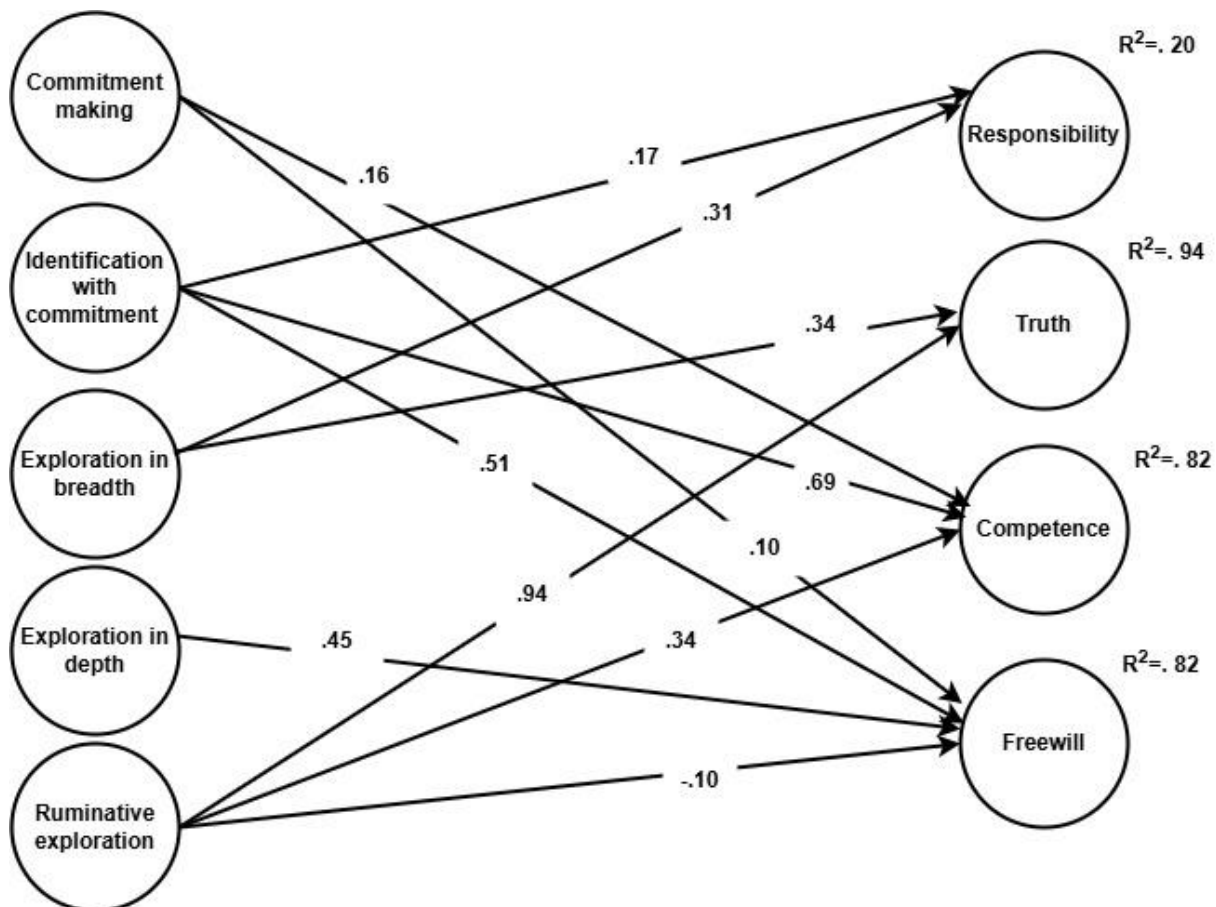 Commitment
making
Identification
with
commitment
Exploration in
breadth
Exploration in
depth
Ruminative
exploration
.16
.17
.31
.34
.51
.69
.10
.94
.45
.34
-.10
R²=. 20
Responsibility
R²=. 94
Truth
R²=. 82
Competence
R²=. 82
Freewill